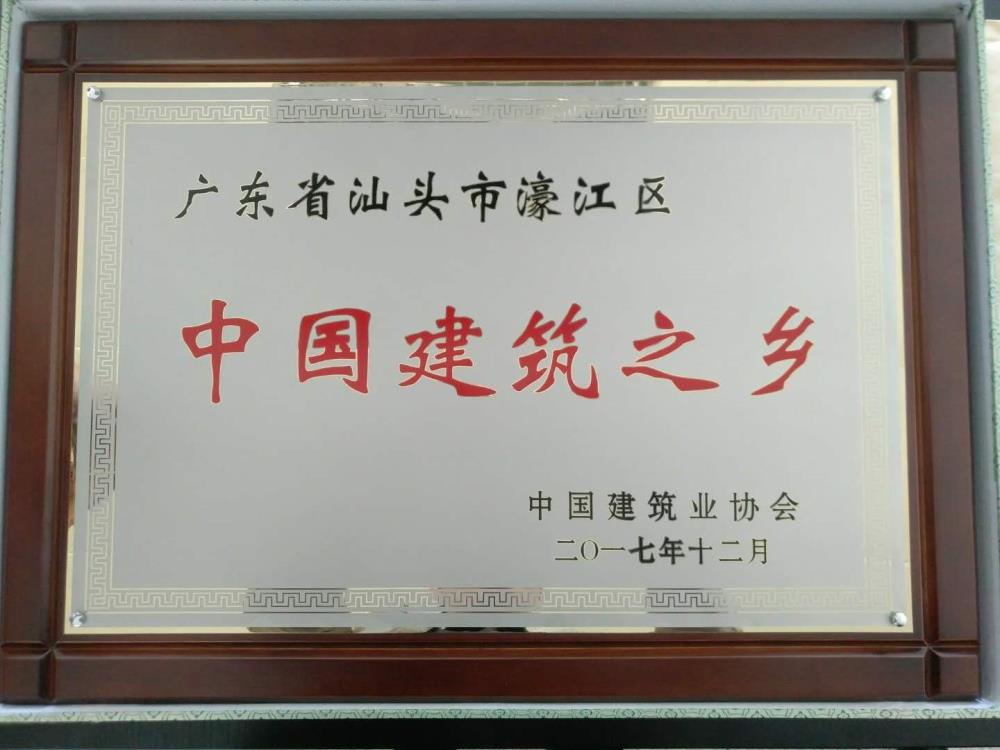 广东省汕头市濠江区
中国建筑之乡
中国建筑业协会
二〇一七年十二月